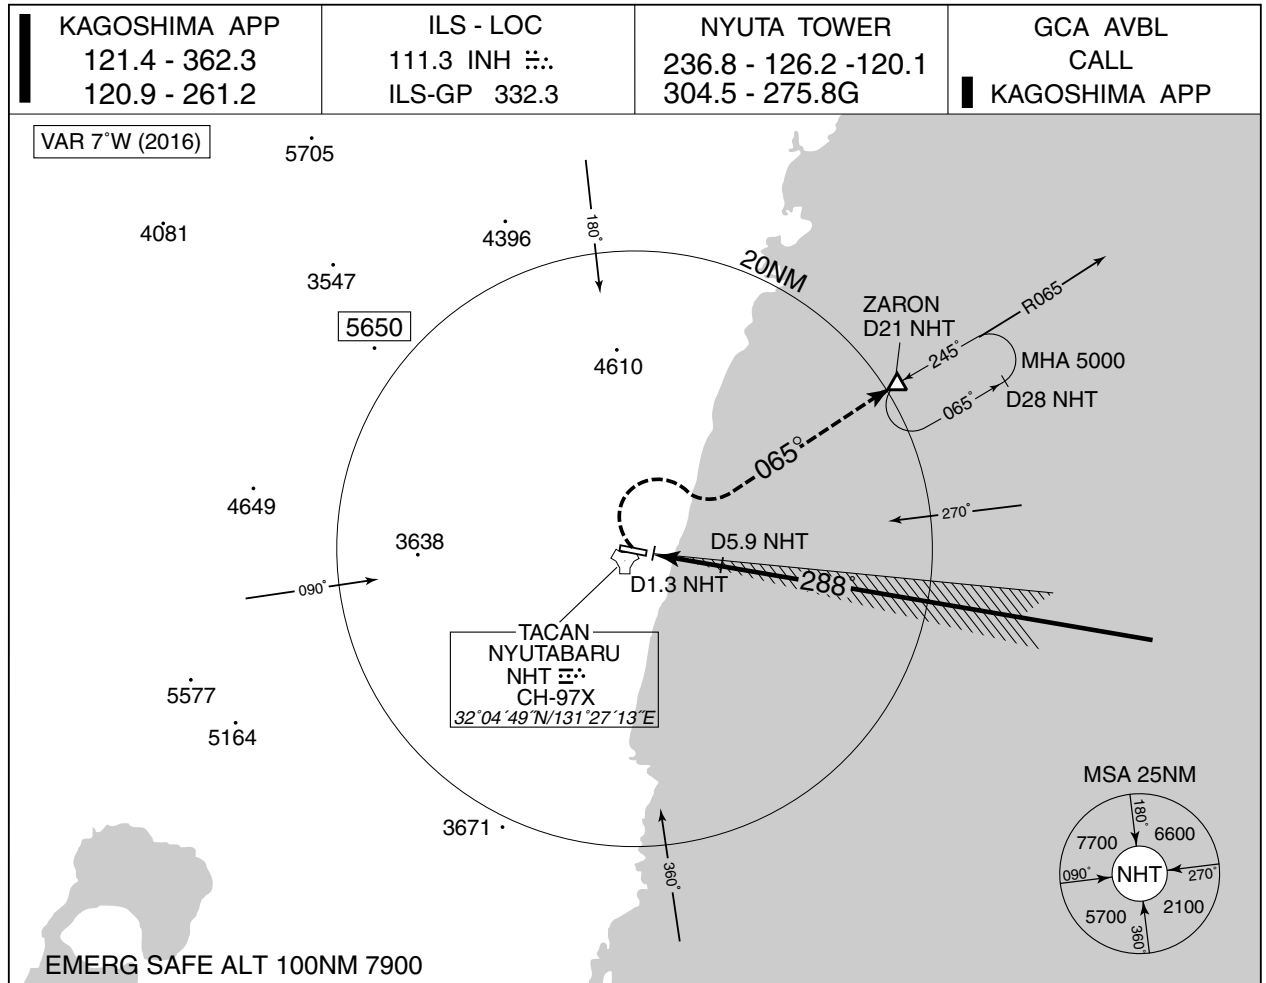 KAGOSHIMA APP
121.4 - 362.3
120.9 - 261.2
ILS - LOC
111.3 INH
ILS-GP 332.3
NYUTA TOWER
236.8 - 126.2 -120.1
304.5 - 275.8G
GCA AVBL
CALL
KAGOSHIMA APP
VAR 7°W (2016)
5705
4081
4396
180°
3547
20NM
5650
4610
ZARON
D21 NHT
R065
245°
MHA 5000
065°
D28 NHT
065°
4649
270°
3638
D5.9 NHT
090°
D1.3 NHT
288°
TACAN
NYUTABARU
NHT
CH-97X
32°04´49˝N/131°27´13˝E
5577
5164
3671
360°
MSA 25NM
180°
7700
6600
090°
NHT
270°
5700
2100
360°
EMERG SAFE ALT 100NM 7900